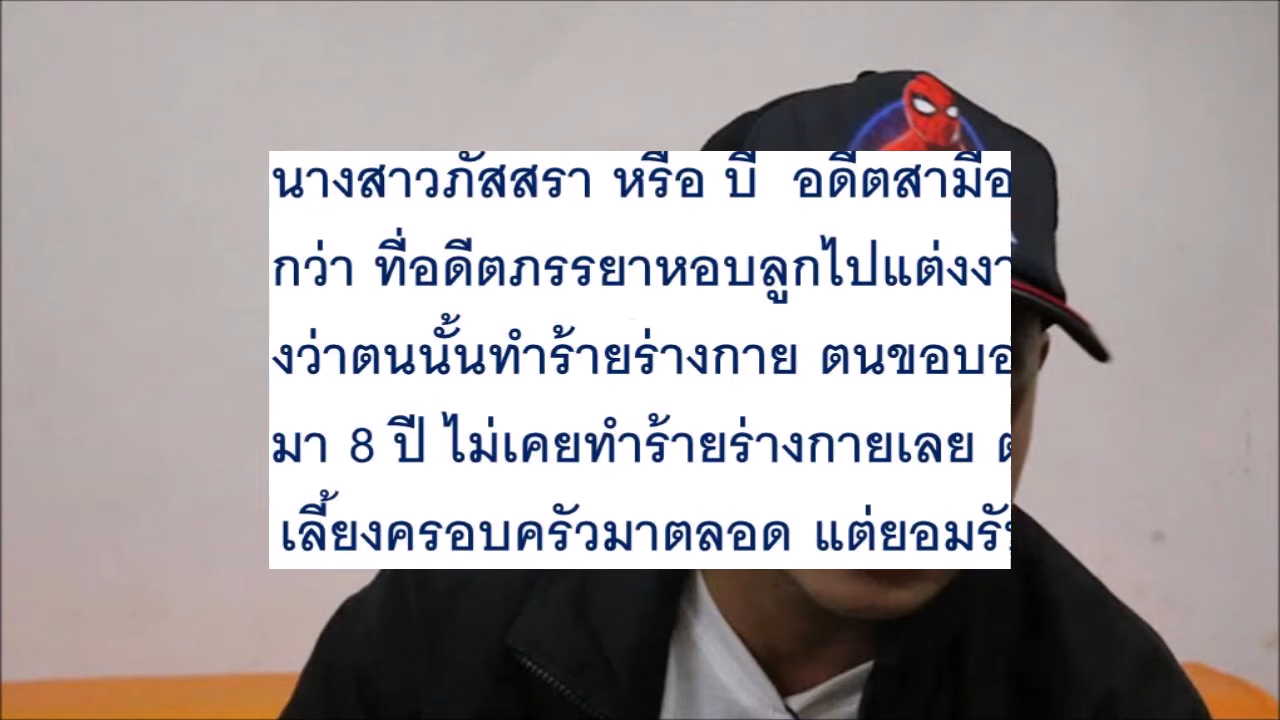 นางสาวภัสสรา หรือ บี อดีตสามีอ
กว่า ที่อดีตภรรยาหอบลูกไปแต่งงา
งว่าตนนั้นทำร้ายร่างกาย ตนขอบอ
มา 8 ปี ไม่เคยทำร้ายร่างกายเลย ต
เลี้ยงครอบครัวมาตลอด แต่ยอมรั